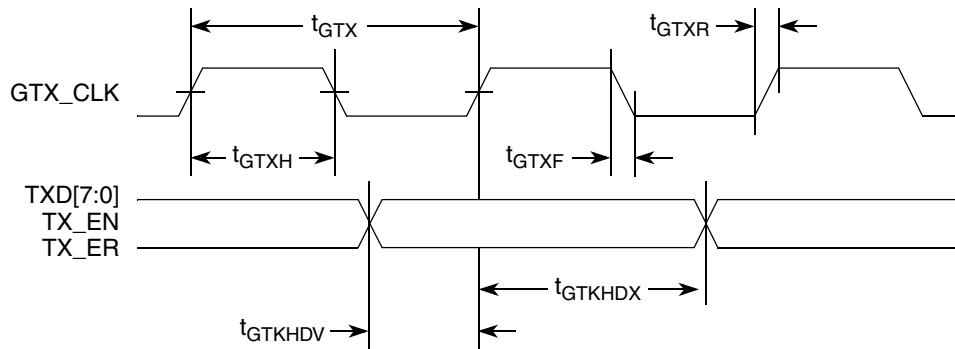 tGTX
tGTXR
GTX_CLK
tGTXH
tGTXF
TXD[7:0]
TX_EN
TX_ER
tGTKHDX
tGTKHDV